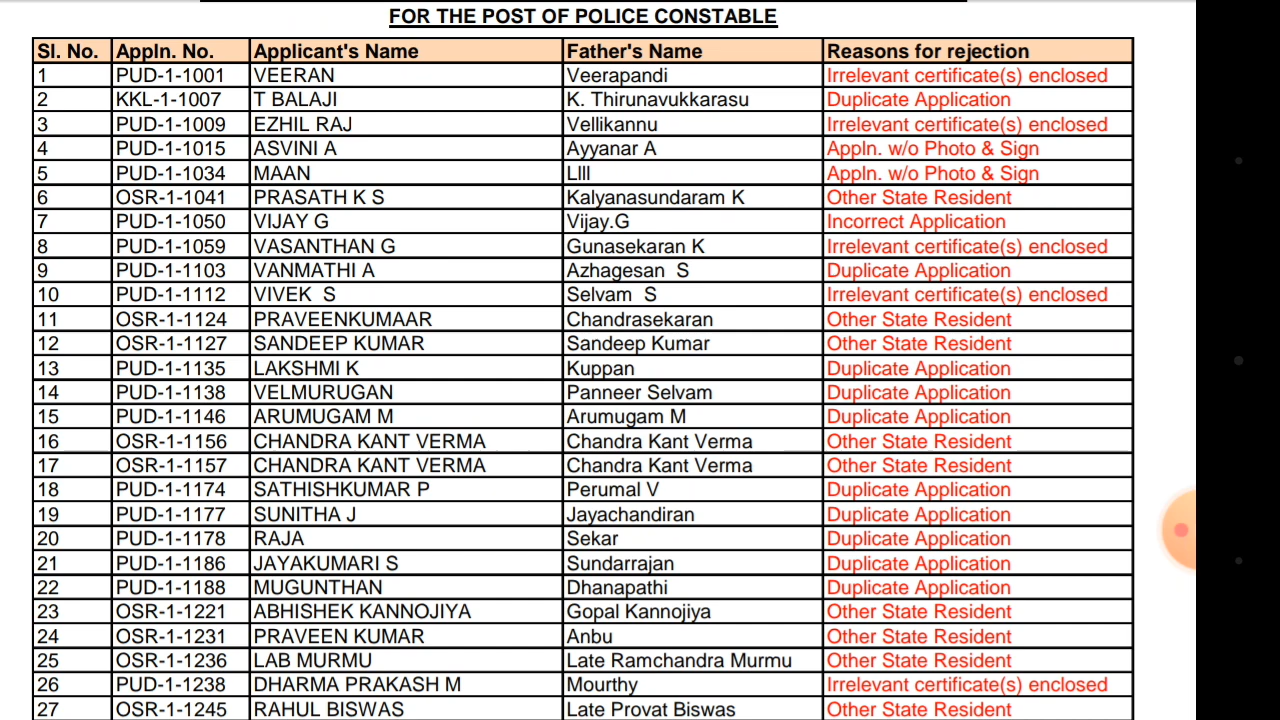 FOR THE POST OF POLICE CONSTABLE
Sl. No. Appln. No. Applicant's Name Father's Name Reasons for rejection
1 PUD-1-1001 VEERAN Veerapandi Irrelevant certificate(s) enclosed
2 KKL-1-1007 T BALAJI K. Thirunavukkarasu Duplicate Application
3 PUD-1-1009 EZHIL RAJ Vellikannu Irrelevant certificate(s) enclosed
4 PUD-1-1015 ASVINI A Ayyanar A Appln. w/o Photo & Sign
5 PUD-1-1034 MAAN Llll Appln. w/o Photo & Sign
6 OSR-1-1041 PRASATH K S Kalyanasundaram K Other State Resident
7 PUD-1-1050 VIJAY G Vijay.G Incorrect Application
8 PUD-1-1059 VASANTHAN G Gunasekaran K Irrelevant certificate(s) enclosed
9 PUD-1-1103 VANMATHI A Azhagesan S Duplicate Application
10 PUD-1-1112 VIVEK S Selvam S Irrelevant certificate(s) enclosed
11 OSR-1-1124 PRAVEENKUMAAR Chandrasekaran Other State Resident
12 OSR-1-1127 SANDEEP KUMAR Sandeep Kumar Other State Resident
13 PUD-1-1135 LAKSHMI K Kuppan Duplicate Application
14 PUD-1-1138 VELMURUGAN Panneer Selvam Duplicate Application
15 PUD-1-1146 ARUMUGAM M Arumugam M Duplicate Application
16 OSR-1-1156 CHANDRA KANT VERMA Chandra Kant Verma Other State Resident
17 OSR-1-1157 CHANDRA KANT VERMA Chandra Kant Verma Other State Resident
18 PUD-1-1174 SATHISHKUMAR P Perumal V Duplicate Application
19 PUD-1-1177 SUNITHA J Jayachandiran Duplicate Application
20 PUD-1-1178 RAJA Sekar Duplicate Application
21 PUD-1-1186 JAYAKUMARI S Sundarrajan Duplicate Application
22 PUD-1-1188 MUGUNTHAN Dhanapathi Duplicate Application
23 OSR-1-1221 ABHISHEK KANNOJIYA Gopal Kannojiya Other State Resident
24 OSR-1-1231 PRAVEEN KUMAR Anbu Other State Resident
25 OSR-1-1236 LAB MURMU Late Ramchandra Murmu Other State Resident
26 PUD-1-1238 DHARMA PRAKASH M Mourthy Irrelevant certificate(s) enclosed
27 OSR-1-1245 RAHUL BISWAS Late Provat Biswas Other State Resident